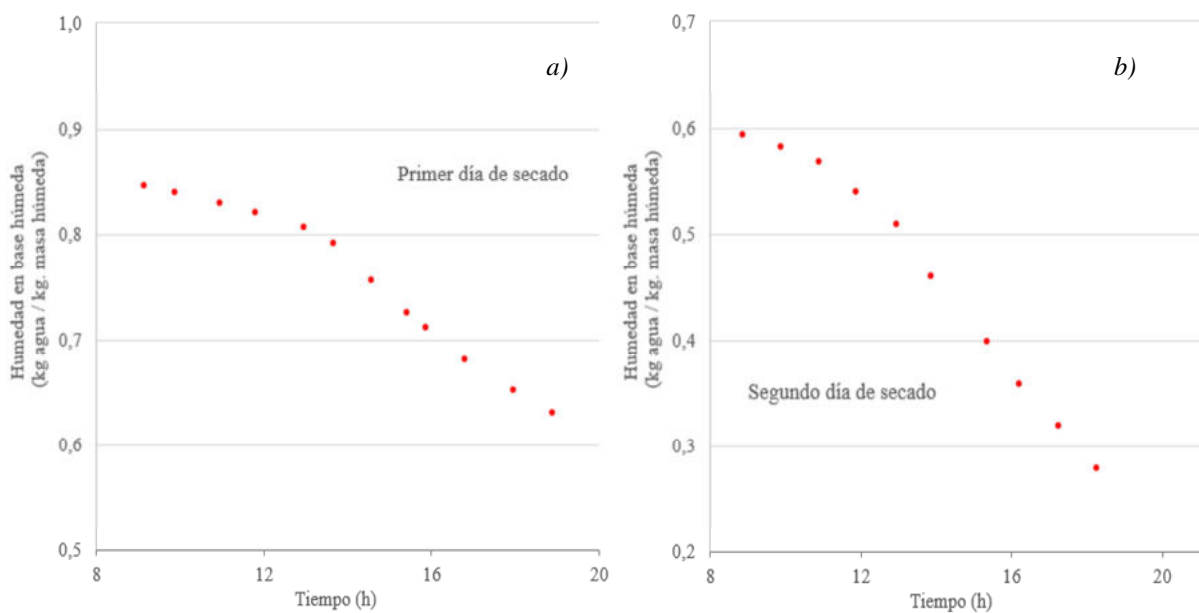 a)
1,0
0,9
0,8
0,7
0,6
0,5
Humedad en base húmeda
(kg agua / kg. masa húmeda)
Primer día de secado
8
12
16
20
Tiempo (h)
b)
0,7
0,6
0,5
0,4
0,3
0,2
Humedad en base húmeda
(kg agua / kg. masa húmeda)
Segundo día de secado
8
12
16
20
Tiempo (h)